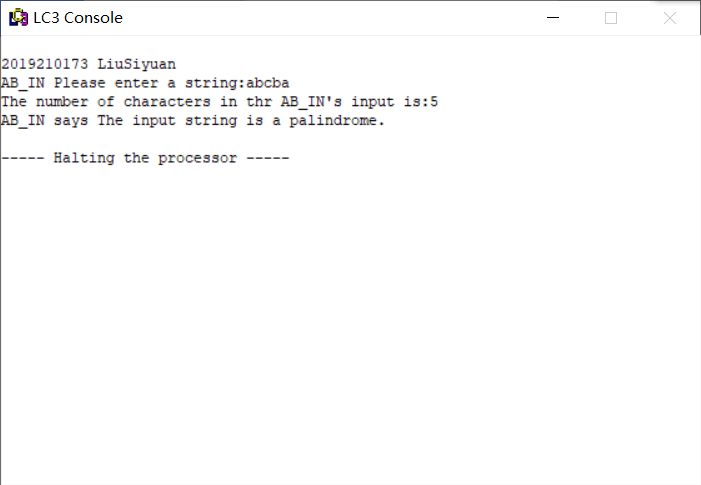 LC3 Console
2019210173 LiuSiyuan
AB_IN Please enter a string:abcba
The number of characters in thr AB_IN's input is:5
AB_IN says The input string is a palindrome.
----- Halting the processor -----